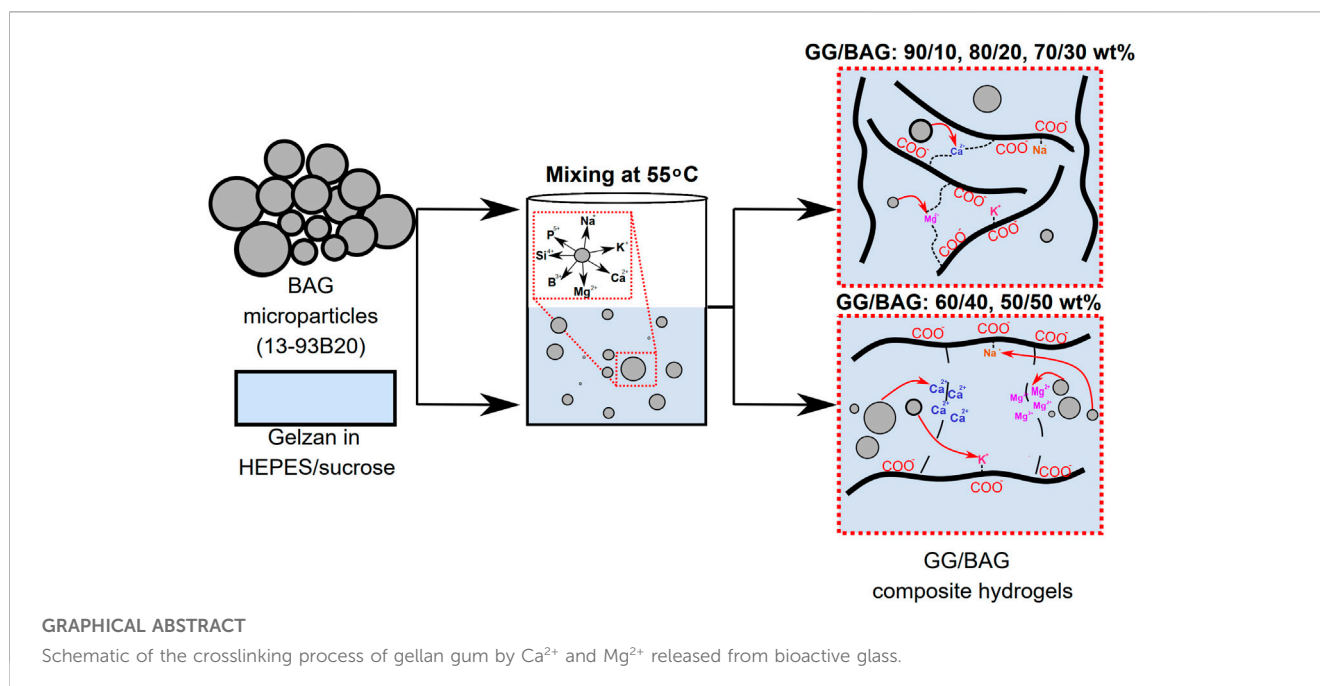 BAG
microparticles
(13-93B20)
Gelzan in
HEPES/sucrose
Mixing at 55°C
Na
P5+
K+
Si4+
B3+
Ca2+
Mg2+
GG/BAG: 90/10, 80/20, 70/30 wt%
COO-
COO-
Ca2+
COO-
Na
COO-
Mg2+
K+
COO-
COO-
GG/BAG: 60/40, 50/50 wt%
COO-
COO-
COO-
Na+
Ca2+
Ca2+
Ca2+
Ca2+
Mg2+
Mg2+
Mg2+
Mg2+
K+
COO-
COO-
COO-
GG/BAG
composite hydrogels
GRAPHICAL ABSTRACT
Schematic of the crosslinking process of gellan gum by Ca2+ and Mg2+ released from bioactive glass.